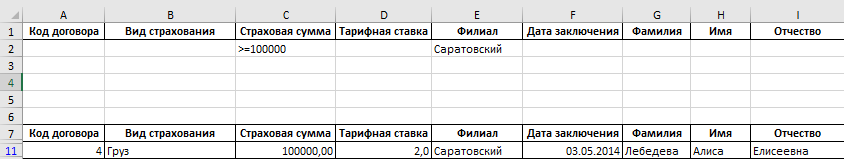 A B C D E F G H I
1 Код договора Вид страхования Страховая сумма Тарифная ставка Филиал Дата заключения Фамилия Имя Отчество
2 >=100000 Саратовский
3
4
5
6
7 Код договора Вид страхования Страховая сумма Тарифная ставка Филиал Дата заключения Фамилия Имя Отчество
11 4 Груз 100000,00 2,0 Саратовский 03.05.2014 Лебедева Алиса Елисеевна